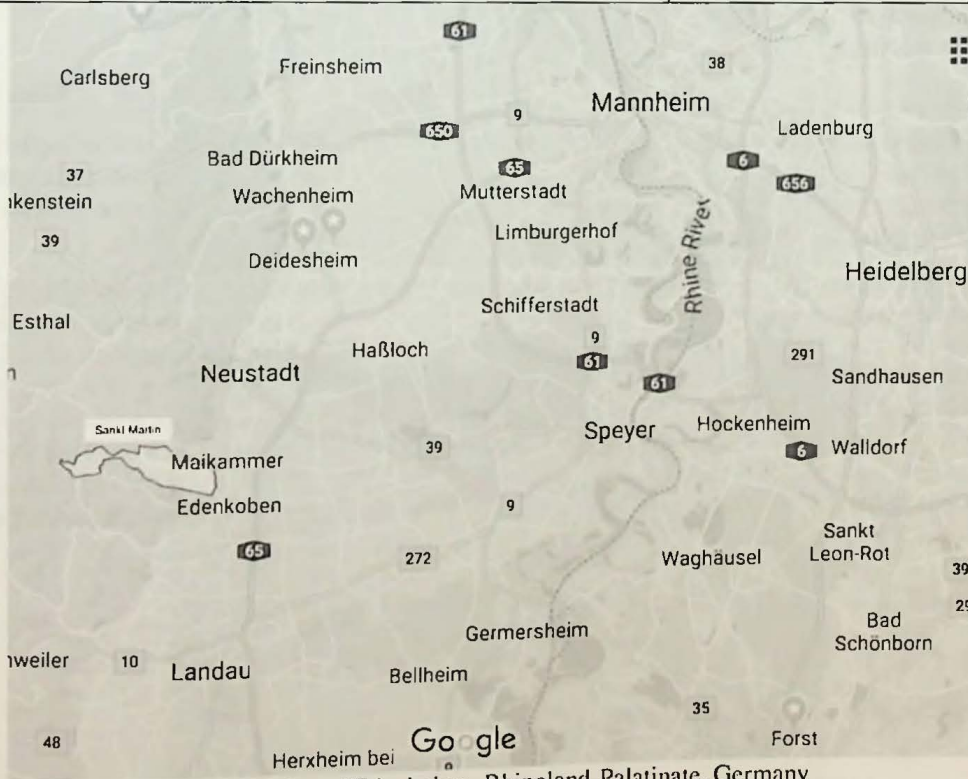 61
Carlsberg
Freinsheim
38
Mannheim
9
Ladenburg
650
Bad Dürkheim
6
65
656
37
Wachenheim
Mutterstadt
Limburgerhof
39
Deidesheim
Rhine River
Heidelberg
Schifferstadt
Esthal
9
Haßloch
61
291
Neustadt
61
Sandhausen
Sankt Martin
Speyer
Hockenheim
39
6
Walldorf
Maikammer
Edenkoben
9
65
272
Waghäusel
Sankt
Leon-Rot
39
Bad
Schönborn
Germersheim
10
Landau
Bellheim
35
48
Google
Forst
Herxheim bei
Rhineland Palatinate, Germany